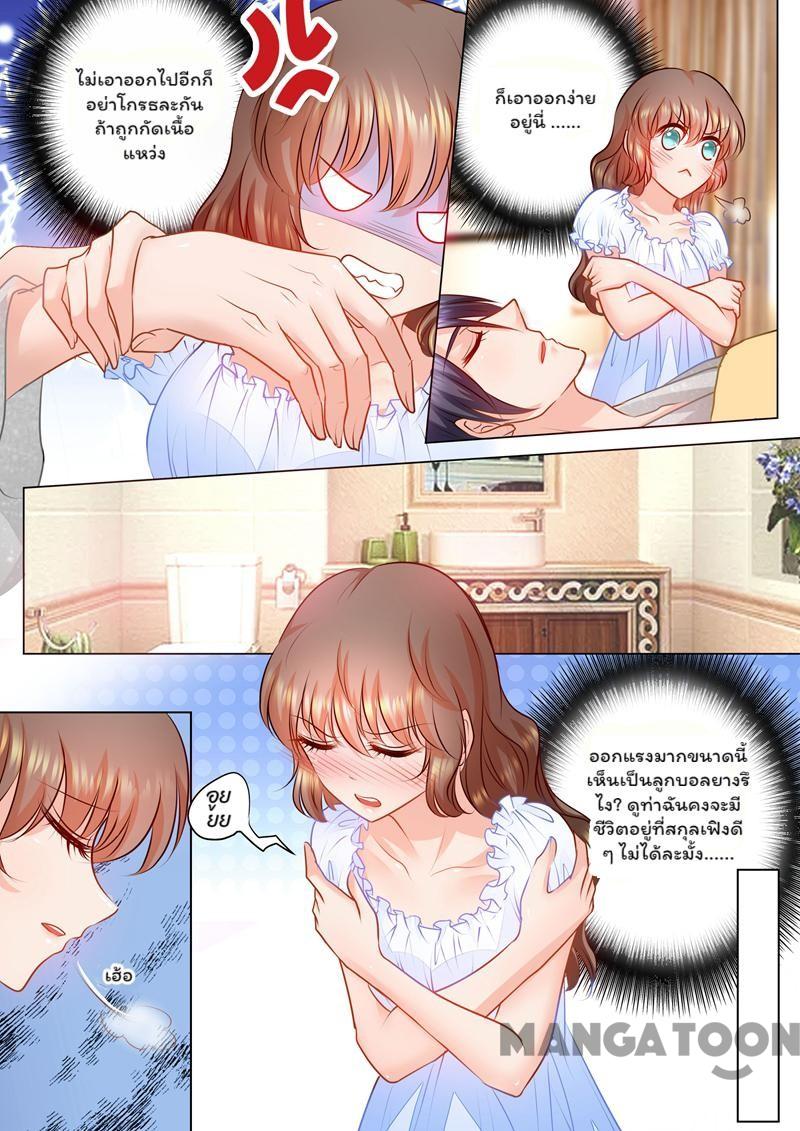 ไม่เอาออกไปอีกก็
อย่าโกรธละกัน
ถ้าถูกกัดเนื้อ
แหว่ง
ก็เอาออกง่าย
อยู่นี่ ......
ออกแรงมากขนาดนี้
เห็นเป็นลูกบอลยางรึ
ไง? ดูท่าฉันคงจะมี
ชีวิตอยู่ที่สกุลเฟิงดี
ๆ ไม่ได้ละมั้ง......
อูย
ยย
เฮ้อ
MANGATOON